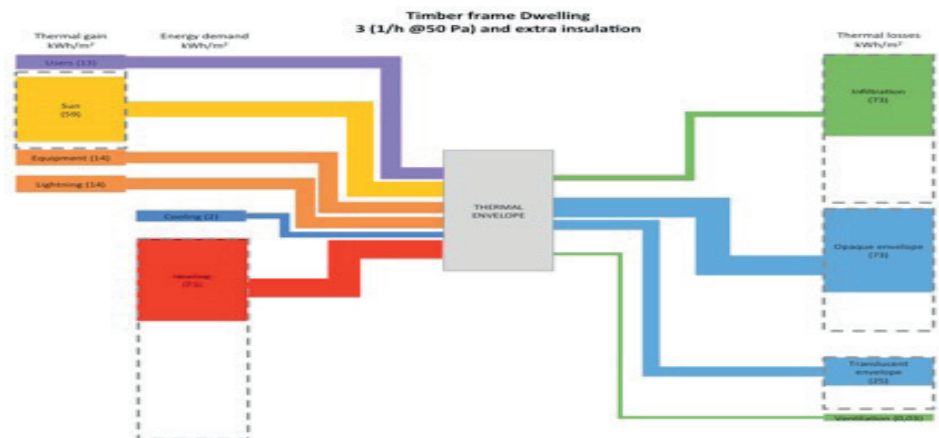 Timber frame Dwelling
3 (1/h @50 Pa) and extra insulation
Thermal gain
kWh/m²
Energy demand
kWh/m²
Thermal losses
kWh/m²
Users (13)
Sun
(59)
Equipment (14)
Lightning (14)
Cooling (2)
Heating
THERMAL
ENVELOPE
Infiltration
(73)
Opaque envelope
(73)
Translucent
envelope
(25)
Ventilation (0,03)